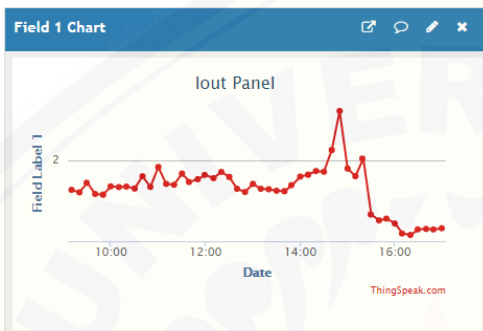 Field 1 Chart
Iout Panel
Field Label 1
2
10:00 12:00 14:00 16:00
Date
ThingSpeak.com
UNIVER